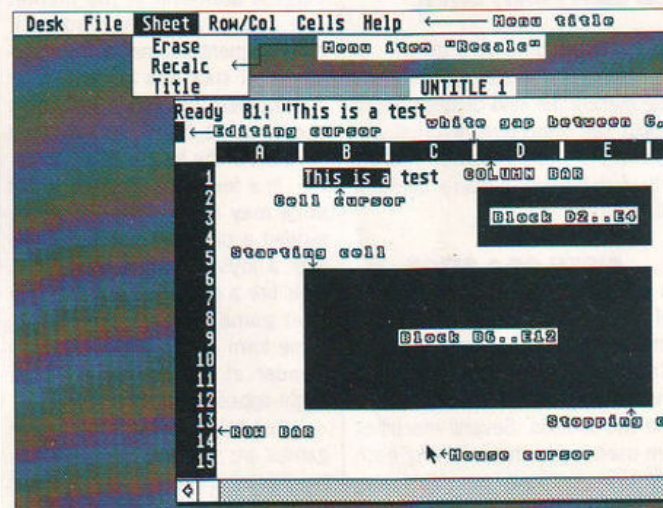 Desk File Sheet Row/Col Cells Help ← Menu title
Erase
Recalc ← Menu item "Recalc"
Title
UNTITLE 1
Ready B1: "This is a test
←Editing cursor
white gap between C,
A B C D E
1 This is a test COLUMN BAR
2 Cell cursor
3 Block D2..E4
4
5 Starting cell
6
7
8
9 Block B6..E12
10
11
12
13 Stopping
14 ←ROW BAR
15 ←Mouse cursor